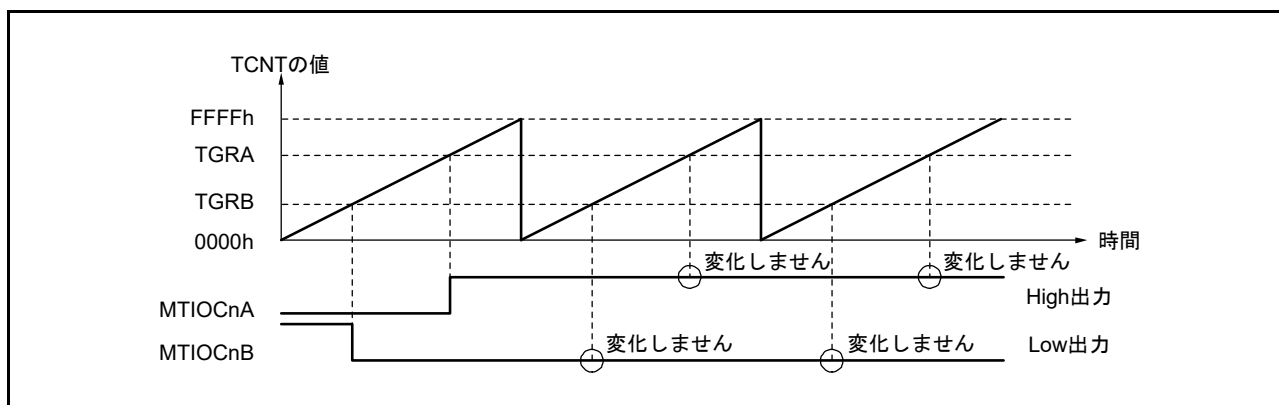 TCNTの値
FFFFh
TGRA
TGRB
0000h
時間
変化しません
変化しません
MTIOCnA
High出力
変化しません
変化しません
MTIOCnB
Low出力